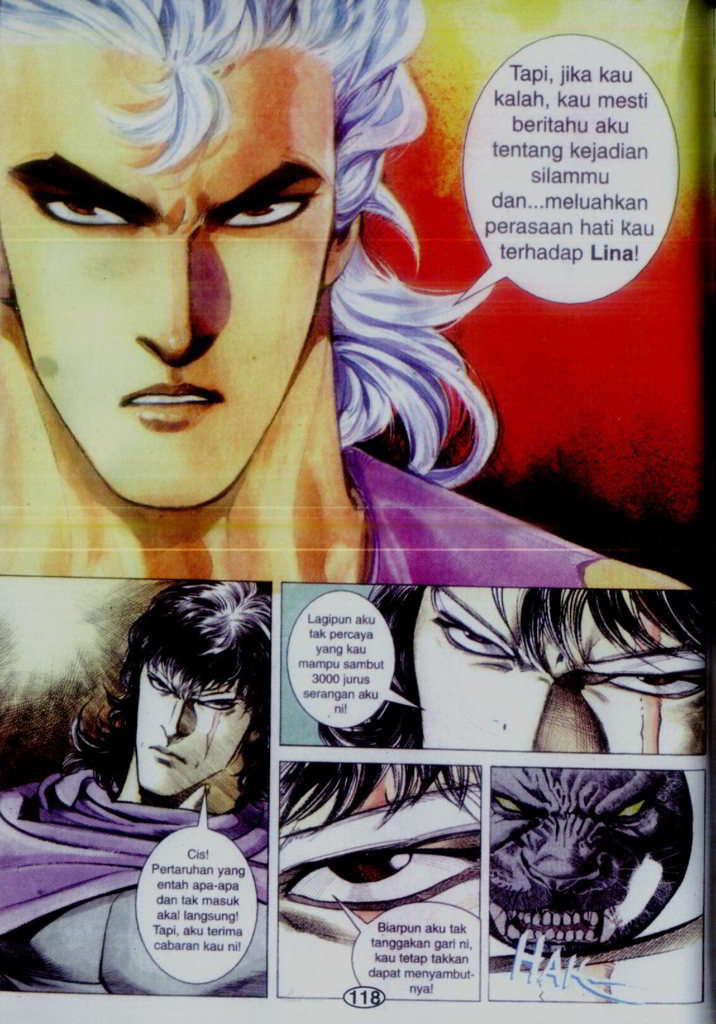 Tapi, jika kau
kalah, kau mesti
beritahu aku
tentang kejadian
silammu
dan...meluahkan
perasaan hati kau
terhadap Lina!
Lagipun aku
tak percaya
yang kau
mampu sambut
3000 jurus
serangan aku
ni!
Cis!
Pertaruhan yang
entah apa-apa
dan tak masuk
akal langsung!
Tapi, aku terima
cabaran kau ni!
Biarpun aku tak
tanggakan gari ni,
kau tetap takkan
dapat menyambut-
nya!
HAK
118